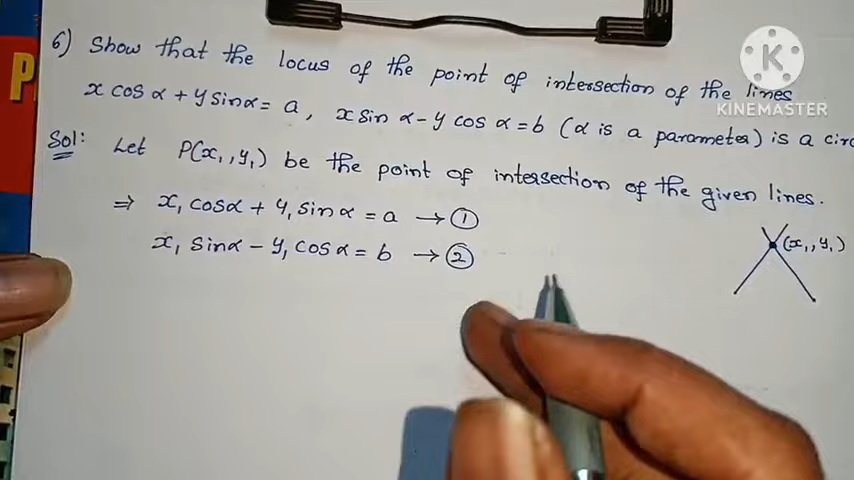 K
KINEMASTER
P
6) Show that the locus of the point of intersection of the lines
x cos α + y sin α = a, x sin α - y cos α = b (α is a parameter) is a cir
Sol: Let P(x₁, y₁) be the point of intersection of the given lines.
⇒ x₁ cos α + y₁ sin α = a → ①
x₁ sin α - y₁ cos α = b → ②
(x₁, y₁)